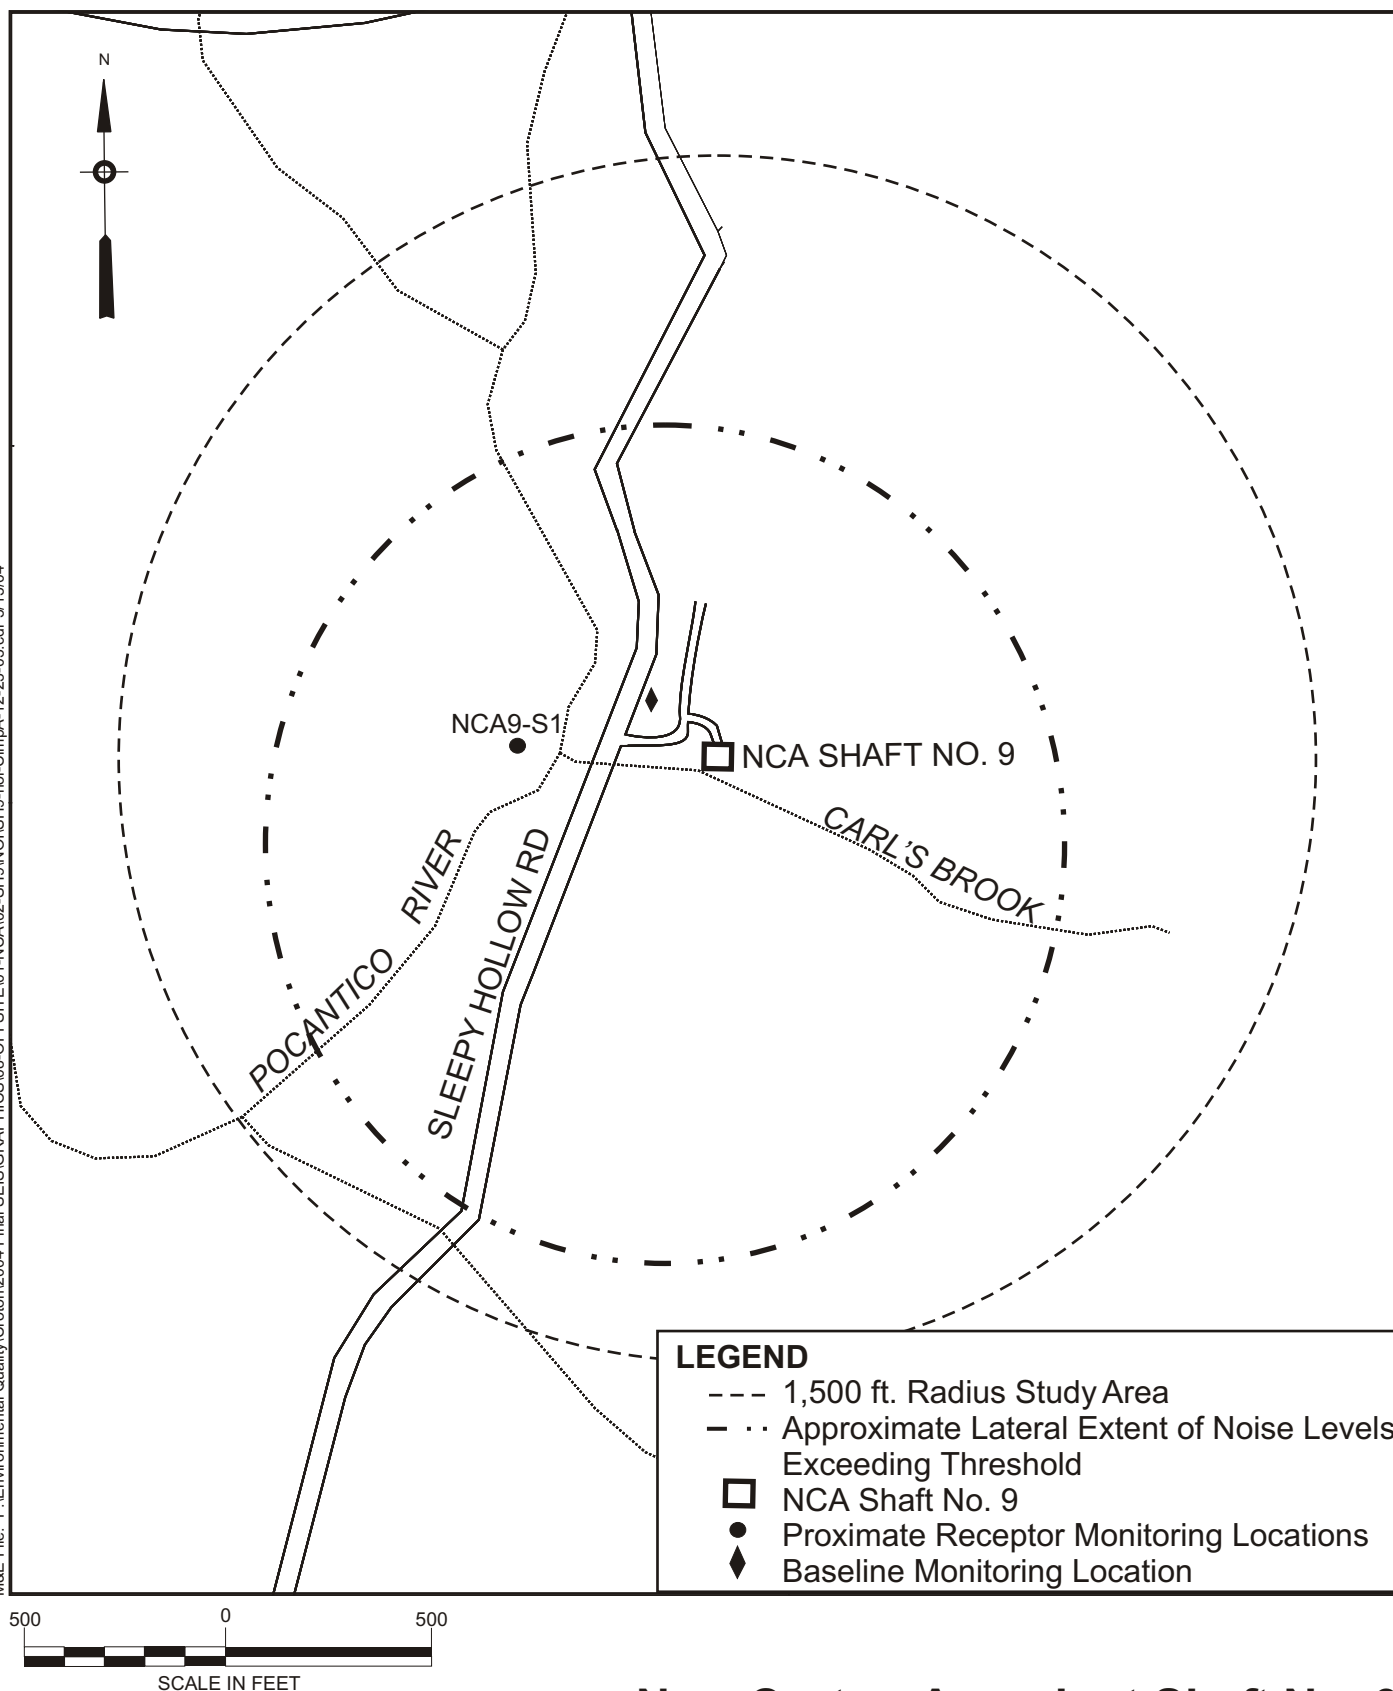 N
NCA9-S1
NCA SHAFT NO. 9
CARL'S BROOK
POCANTICO RIVER
SLEEPY HOLLOW RD
LEGEND
1,500 ft. Radius Study Area
Approximate Lateral Extent of Noise Levels
Exceeding Threshold
NCA Shaft No. 9
Proximate Receptor Monitoring Locations
Baseline Monitoring Location
500 0 500
SCALE IN FEET